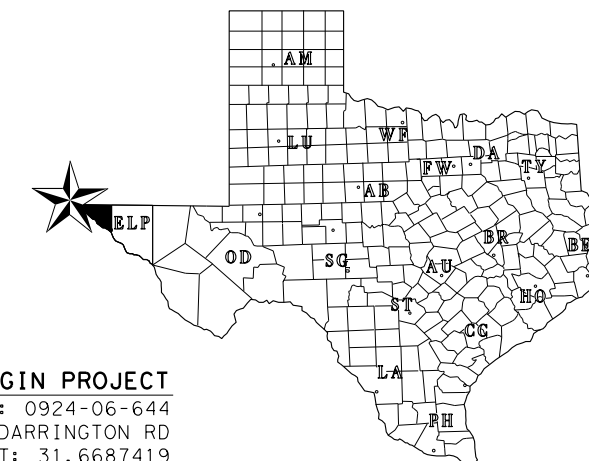 AM
LU
WF
FW
DA
TY
AB
ELP
OD
SG
AU
BR
ST
HO
CC
LA
PH
GIN PROJECT
: 0924-06-644
DARRINGTON RD
T: 31.6687419